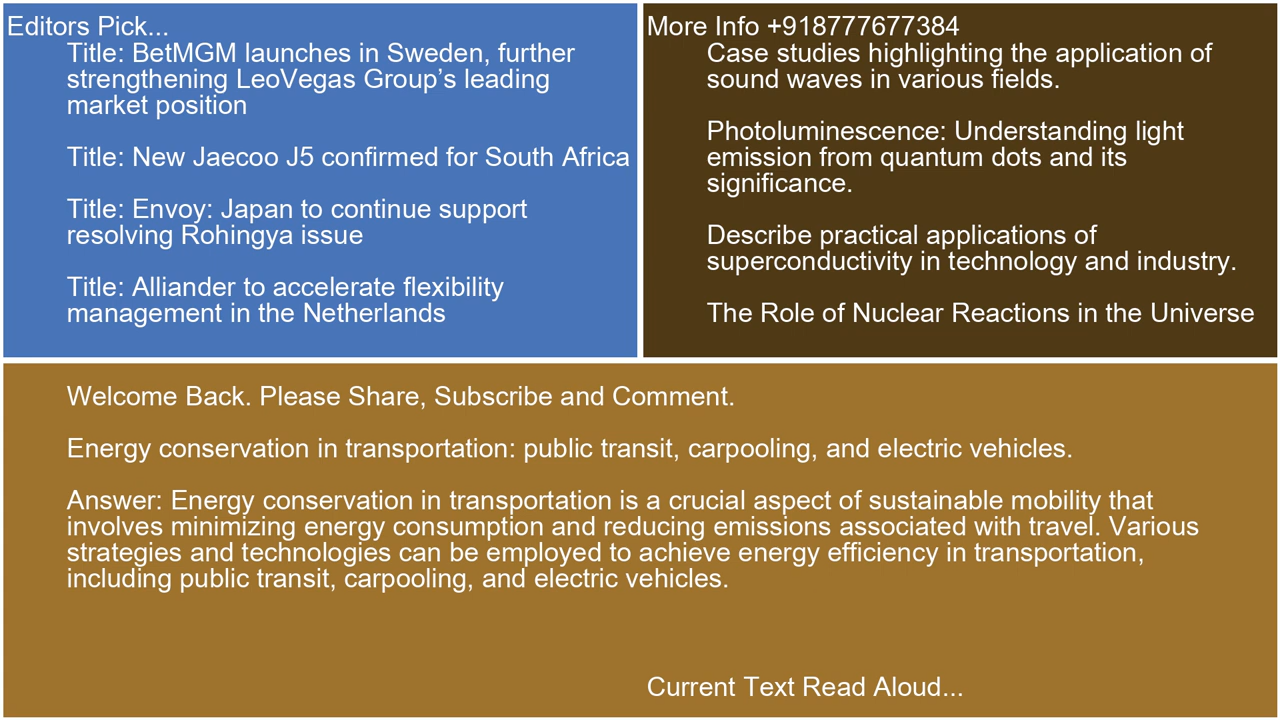 Editors Pick...
Title: BetMGM launches in Sweden, further
strengthening LeoVegas Group’s leading
market position
Title: New Jaecoo J5 confirmed for South Africa
Title: Envoy: Japan to continue support
resolving Rohingya issue
Title: Alliander to accelerate flexibility
management in the Netherlands
More Info +918777677384
Case studies highlighting the application of
sound waves in various fields.
Photoluminescence: Understanding light
emission from quantum dots and its
significance.
Describe practical applications of
superconductivity in technology and industry.
The Role of Nuclear Reactions in the Universe
Welcome Back. Please Share, Subscribe and Comment.
Energy conservation in transportation: public transit, carpooling, and electric vehicles.
Answer: Energy conservation in transportation is a crucial aspect of sustainable mobility that
involves minimizing energy consumption and reducing emissions associated with travel. Various
strategies and technologies can be employed to achieve energy efficiency in transportation,
including public transit, carpooling, and electric vehicles.
Current Text Read Aloud...